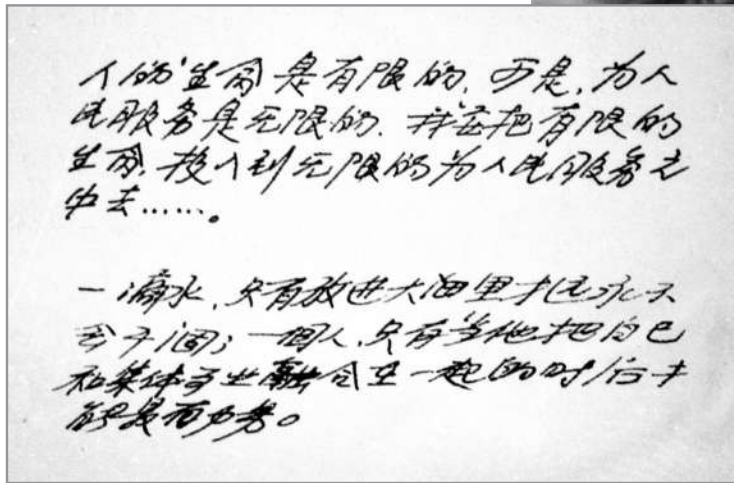 人的生命是有限的，可是，为人
民服务是无限的，我要把有限的
生命，投入到无限的为人民服务之
中去……。
一滴水，只有放进大海里才能永不
会干涸；一个人，只有当他把自己
和集体事业融合在一起的时后才
能最有力量。